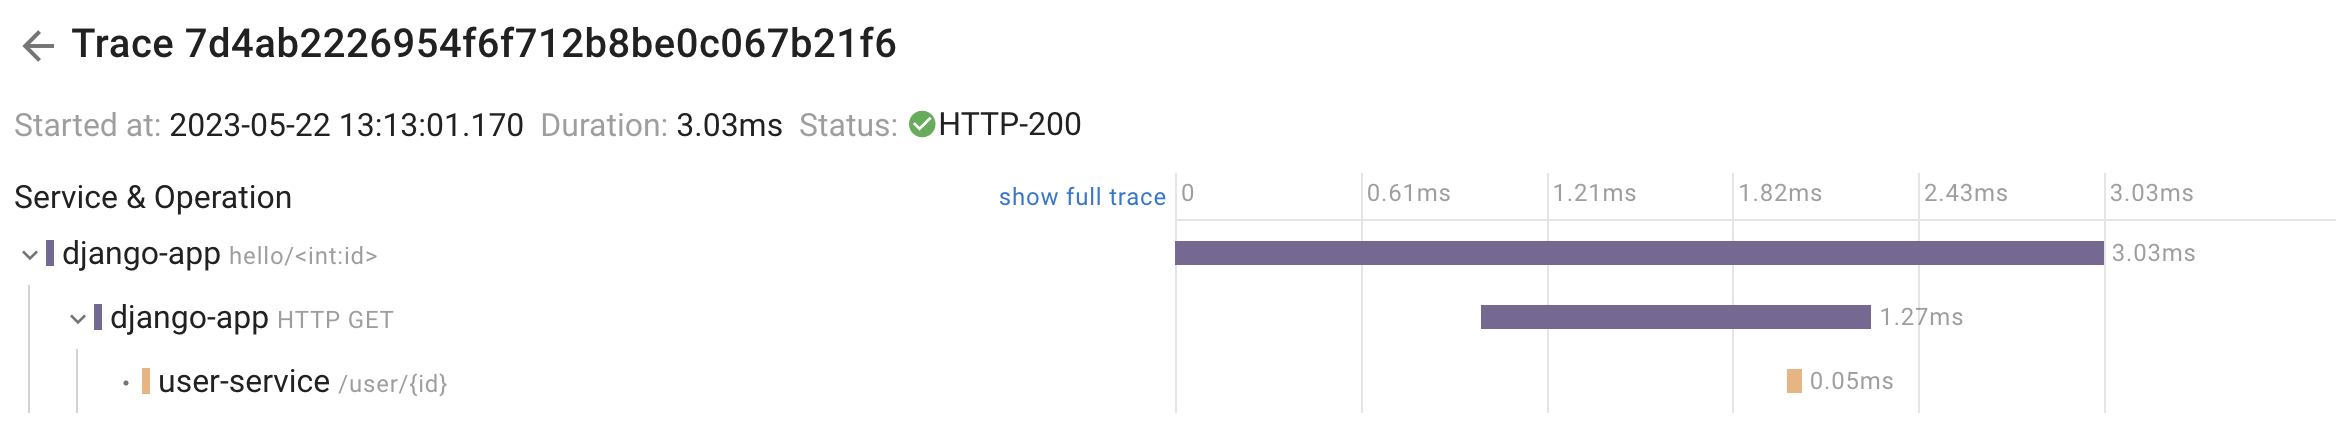 Trace 7d4ab2226954f6f712b8be0c067b21f6
Started at: 2023-05-22 13:13:01.170 Duration: 3.03ms Status: HTTP-200
Service & Operation show full trace 0 0.61ms 1.21ms 1.82ms 2.43ms 3.03ms
django-app hello/<int:id> 3.03ms
django-app HTTP GET 1.27ms
user-service /user/{id} 0.05ms